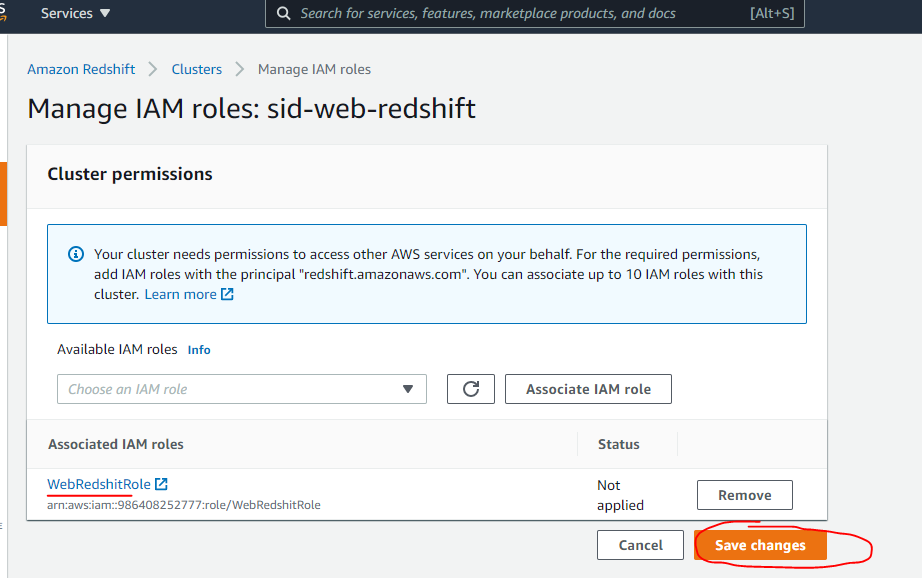 Services
Search for services, features, marketplace products, and docs
[Alt+S]
Amazon Redshift
Clusters
Manage IAM roles
Manage IAM roles: sid-web-redshift
Cluster permissions
Your cluster needs permissions to access other AWS services on your behalf. For the required permissions,
add IAM roles with the principal "redshift.amazonaws.com". You can associate up to 10 IAM roles with this
cluster. Learn more
Available IAM roles Info
Choose an IAM role
Associate IAM role
Associated IAM roles
Status
WebRedshitRole
arn:aws:iam::986408252777:role/WebRedshitRole
Not
applied
Remove
Cancel
Save changes